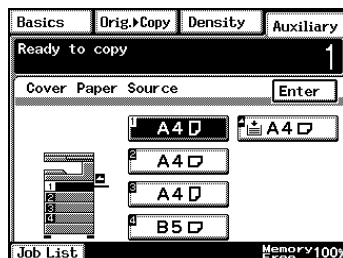 Basics Orig.▸Copy Density Auxiliary
Ready to copy 1
Cover Paper Source Enter
1 A4 A4
2 A4
3 A4
4 B5
1
2
3
4
Job List Memory Free 100%